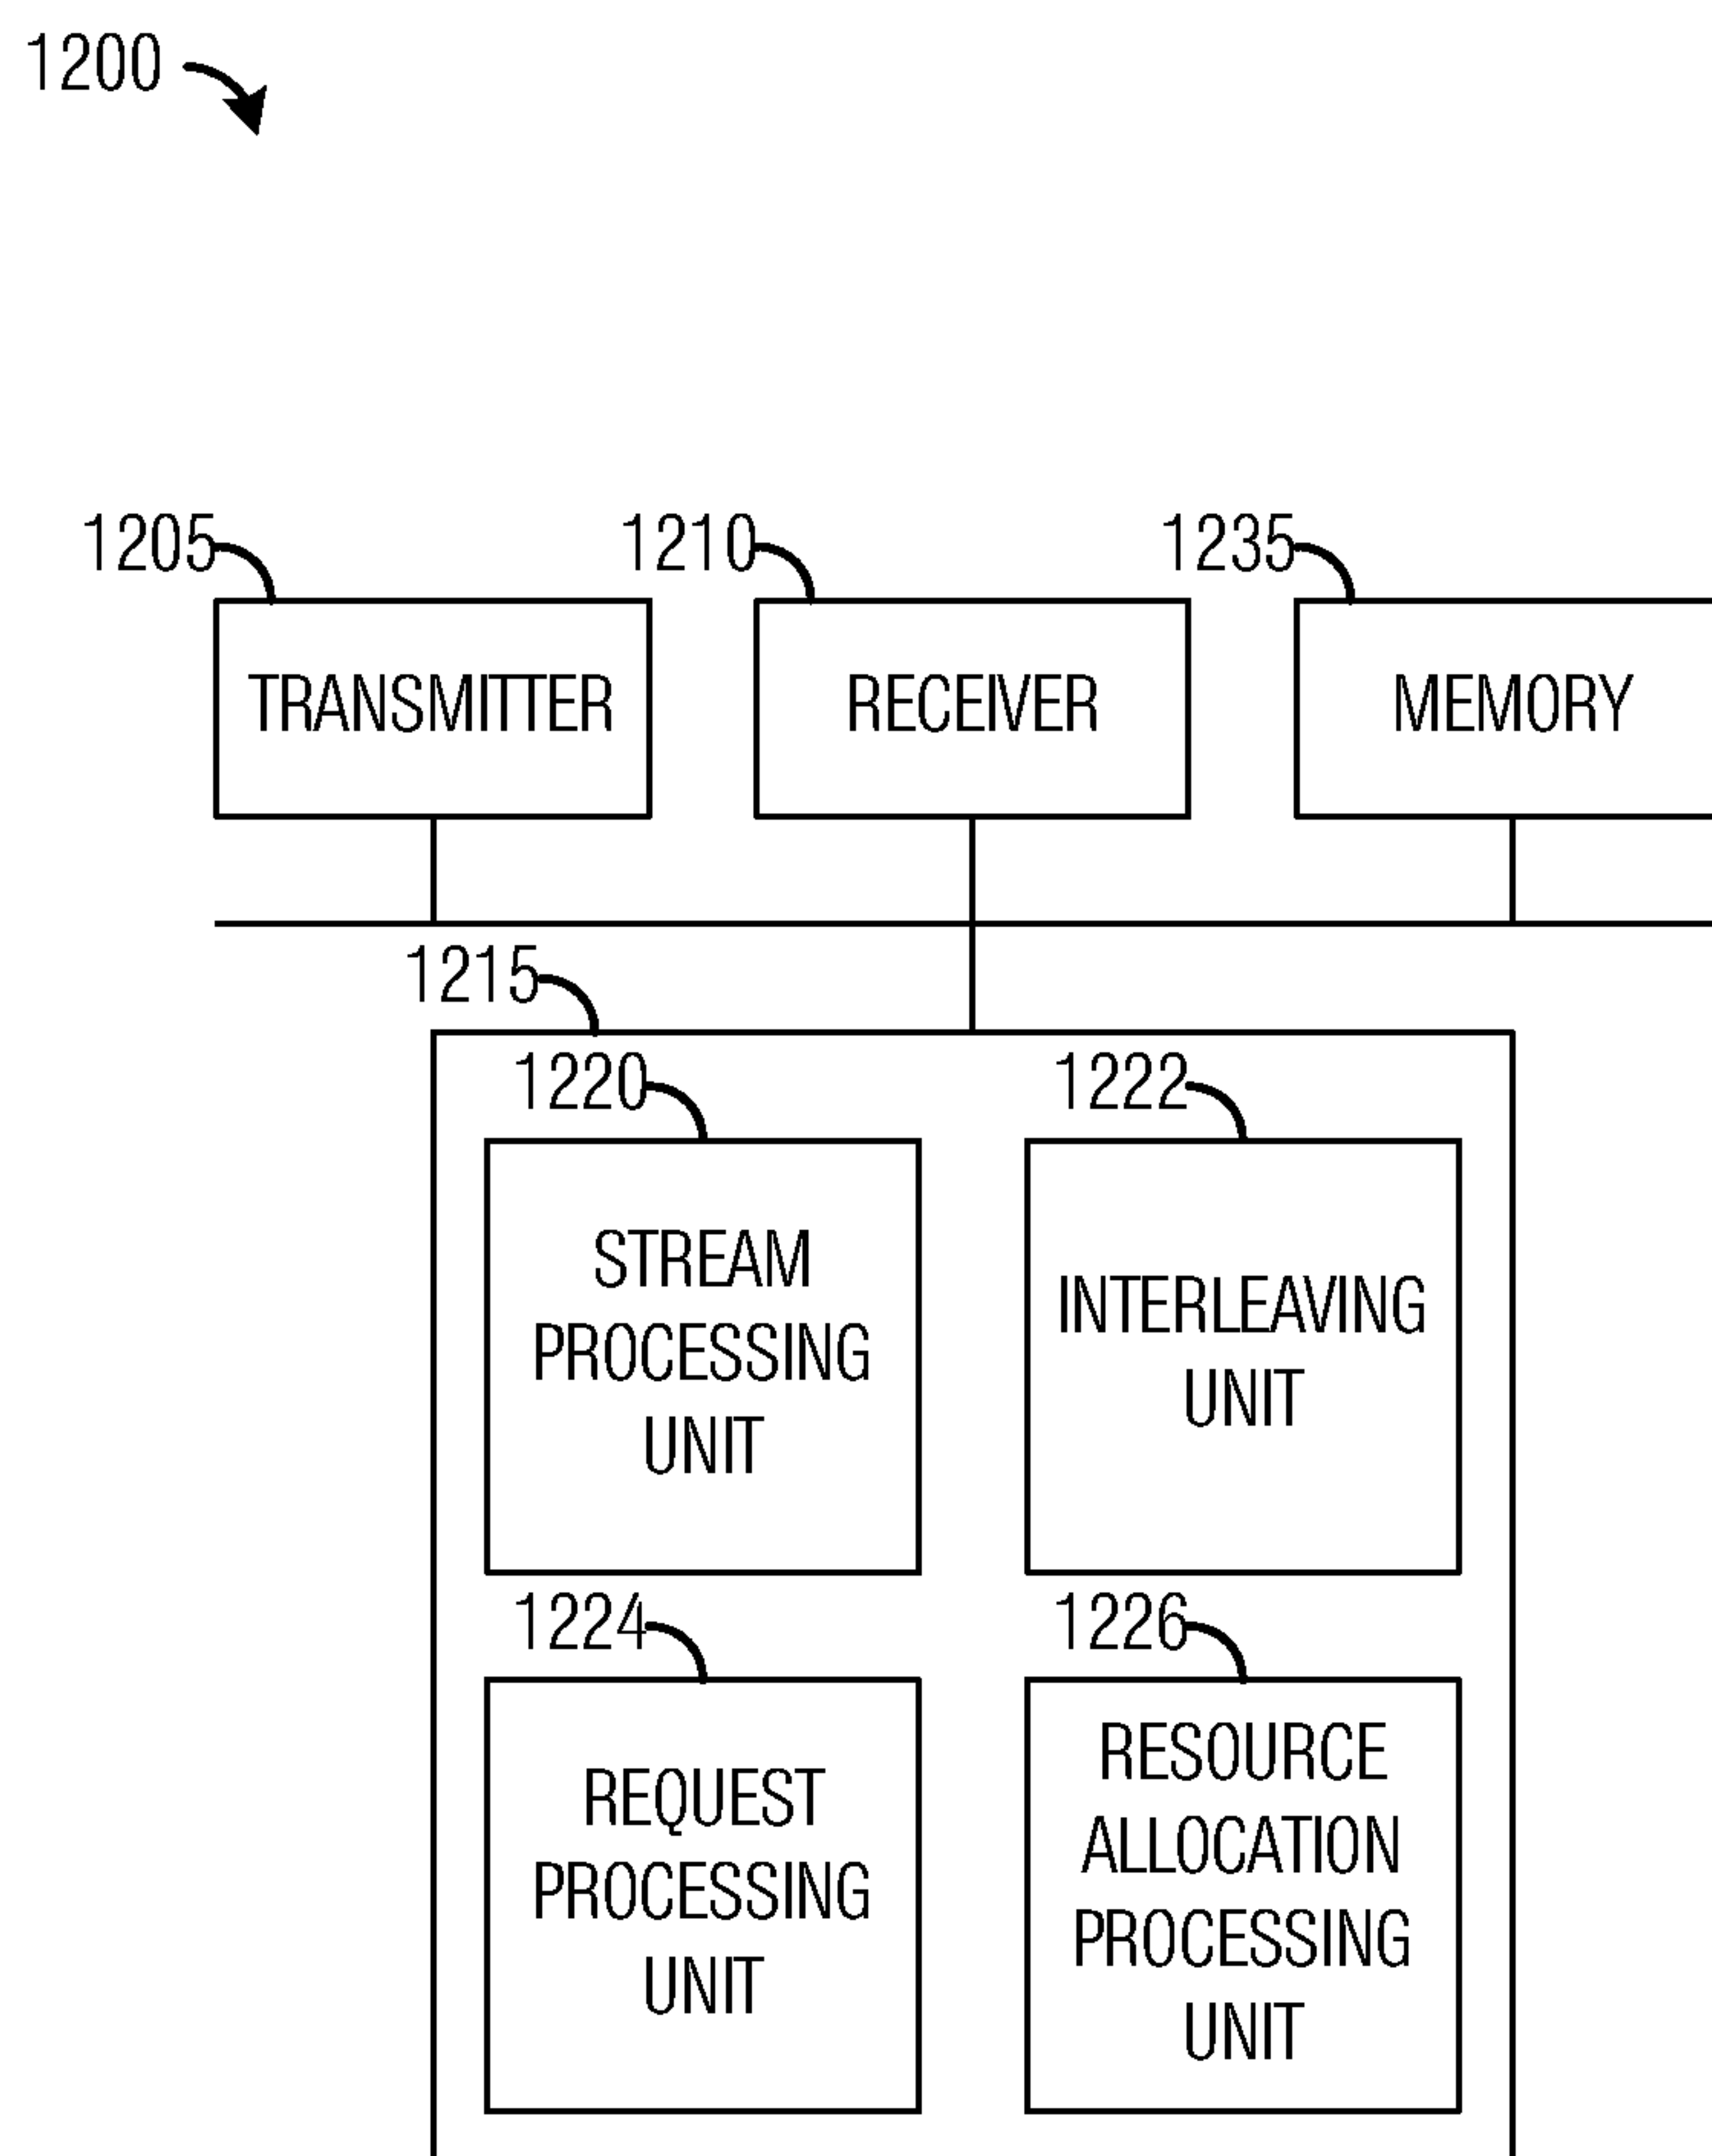 1200
1205
1210
1235
TRANSMITTER
RECEIVER
MEMORY
1215
1220
1222
STREAM
PROCESSING
UNIT
INTERLEAVING
UNIT
1224
1226
REQUEST
PROCESSING
UNIT
RESOURCE
ALLOCATION
PROCESSING
UNIT